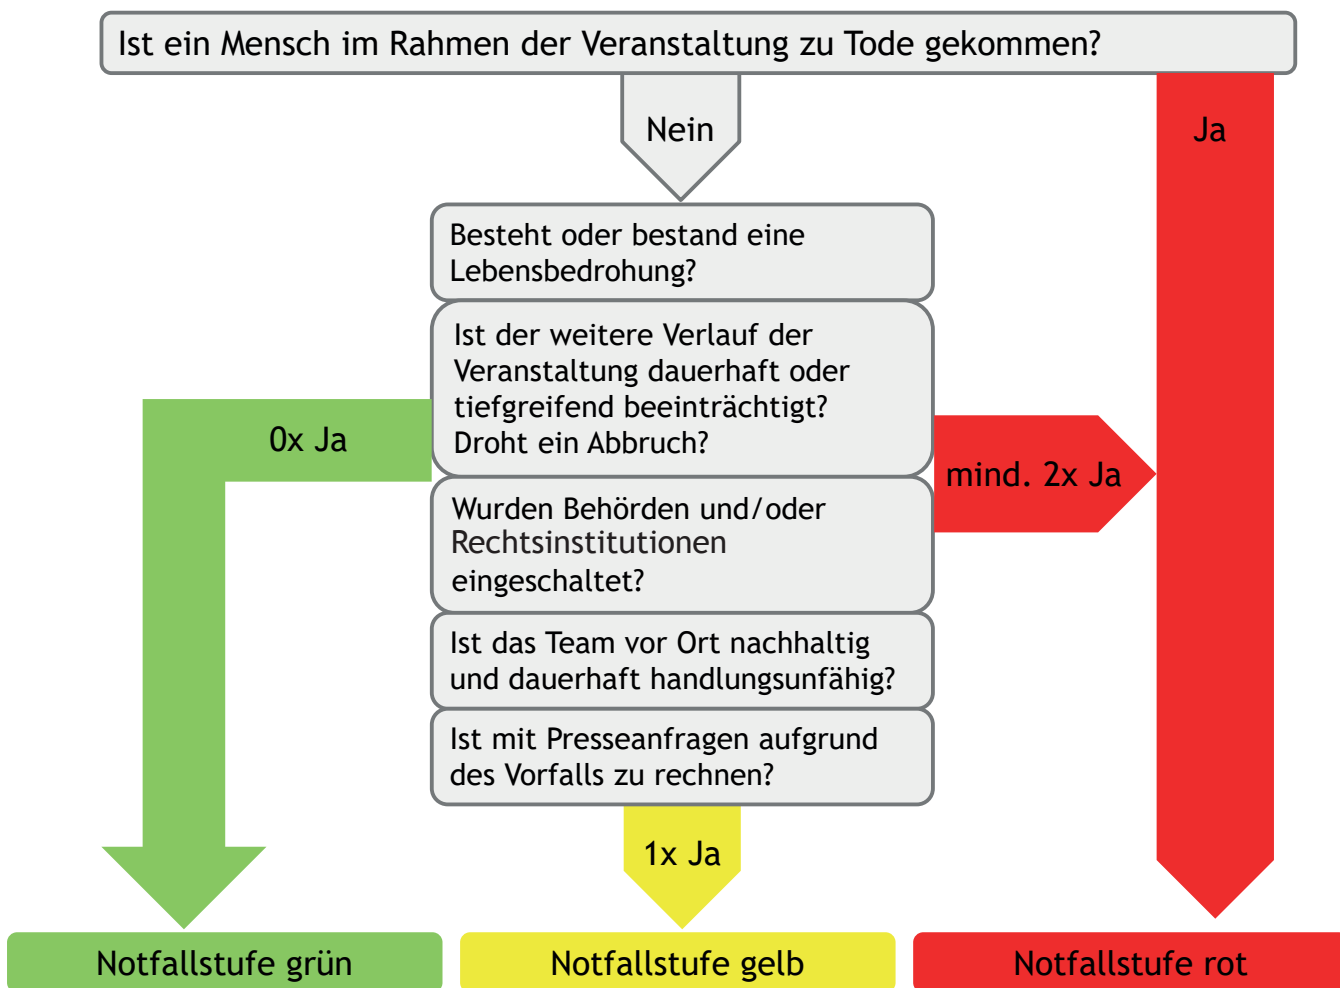 Ist ein Mensch im Rahmen der Veranstaltung zu Tode gekommen?
Nein
Ja
Besteht oder bestand eine
Lebensbedrohung?
Ist der weitere Verlauf der
Veranstaltung dauerhaft oder
tiefgreifend beeinträchtigt?
Droht ein Abbruch?
0x Ja
mind. 2x Ja
Wurden Behörden und/oder
Rechtsinstitutionen
eingeschaltet?
Ist das Team vor Ort nachhaltig
und dauerhaft handlungsunfähig?
Ist mit Presseanfragen aufgrund
des Vorfalls zu rechnen?
1x Ja
Notfallstufe grün
Notfallstufe gelb
Notfallstufe rot